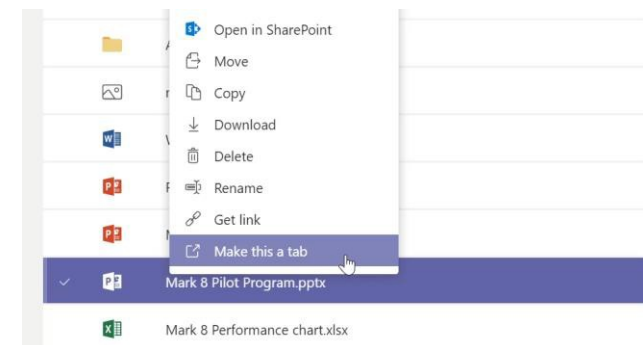 Open in SharePoint
Move
Copy
Download
Delete
Rename
Get link
Make this a tab
Mark 8 Pilot Program.pptx
Mark 8 Performance chart.xlsx